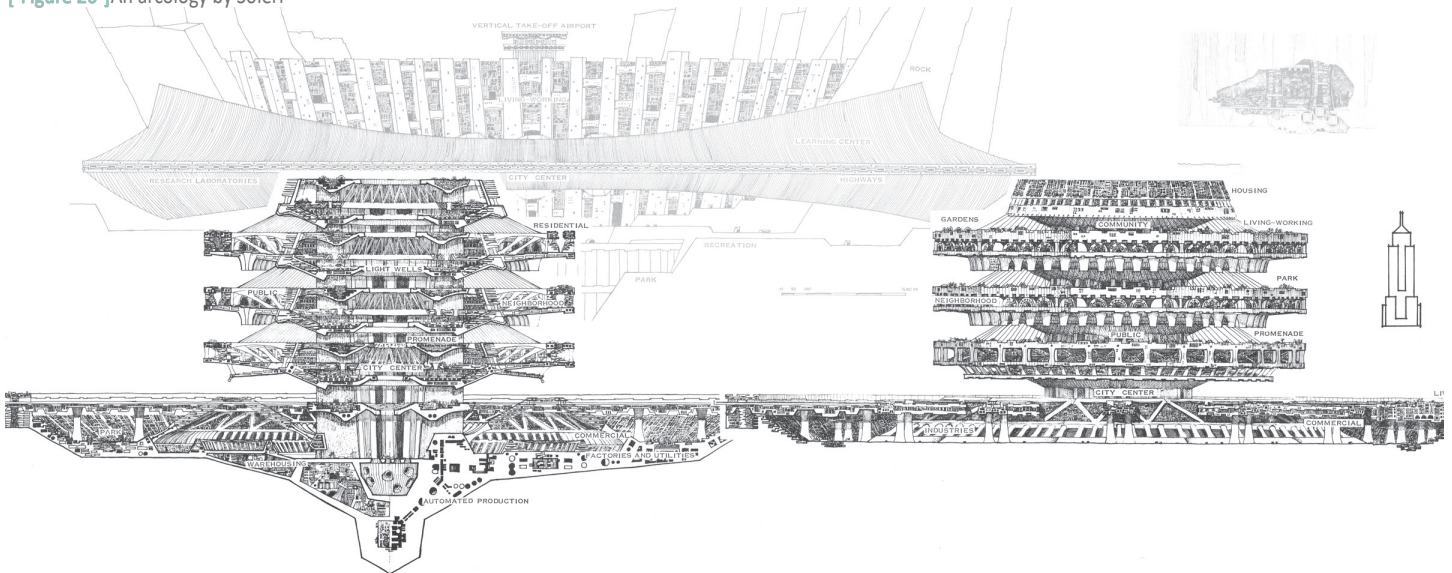 [ Figure 20 ] An arcology by Soleri
VERTICAL TAKE-OFF AIRPORT
ROCK
LIVING-WORKING
LEARNING CENTER
RESEARCH LABORATORIES
CITY CENTER
HIGHWAYS
RECREATION
PARK
RESIDENTIAL
LIGHT WELLS
PUBLIC
NEIGHBORHOOD
PROMENADE
CITY CENTER
PARK
COMMERCIAL
WAREHOUSING
FACTORIES AND UTILITIES
AUTOMATED PRODUCTION
HOUSING
GARDENS
COMMUNITY
LIVING-WORKING
PARK
NEIGHBORHOOD
PUBLIC
PROMENADE
CITY CENTER
INDUSTRIES
COMMERCIAL
LI